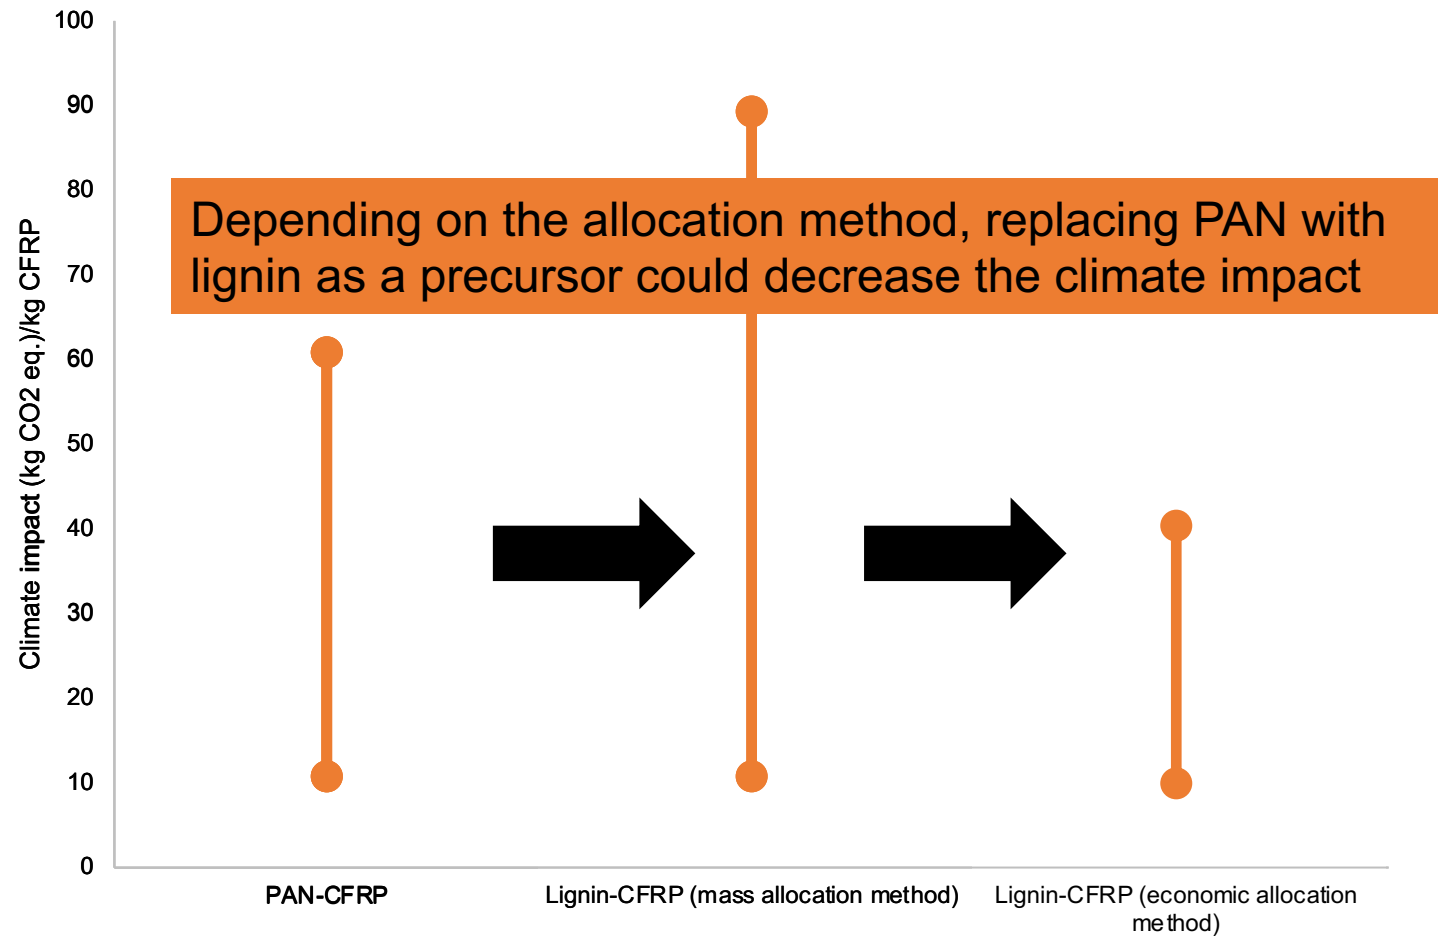 100
90
80
70
60
50
40
30
20
10
0
Climate impact (kg CO2 eq.)/kg CFRP
Depending on the allocation method, replacing PAN with
lignin as a precursor could decrease the climate impact
PAN-CFRP
Lignin-CFRP (mass allocation method)
Lignin-CFRP (economic allocation
method)